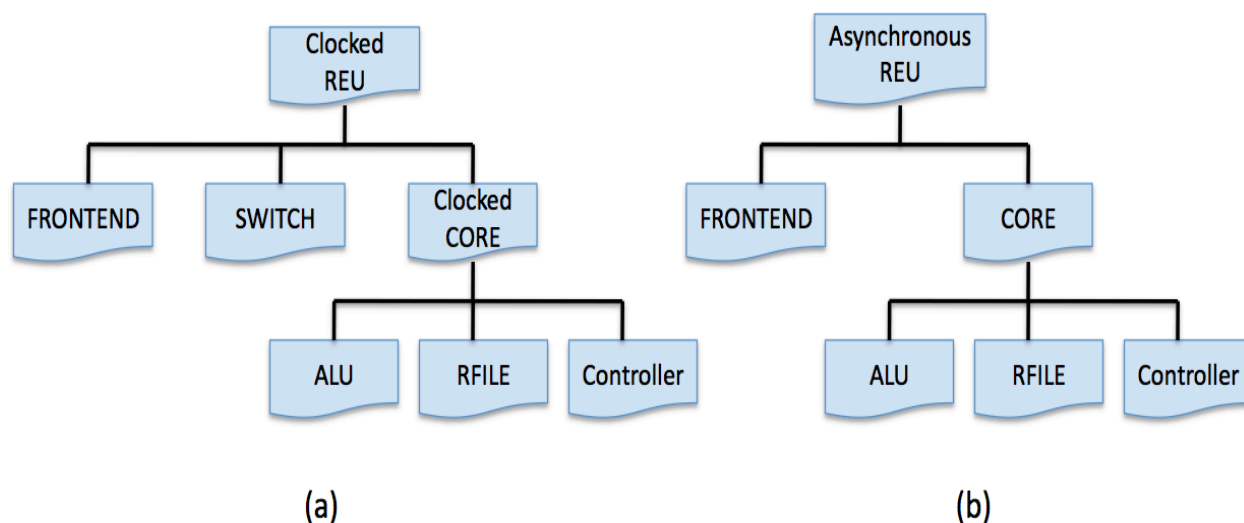 Clocked
REU
FRONTEND
SWITCH
Clocked
CORE
ALU
RFILE
Controller
(a)
Asynchronous
REU
FRONTEND
CORE
ALU
RFILE
Controller
(b)